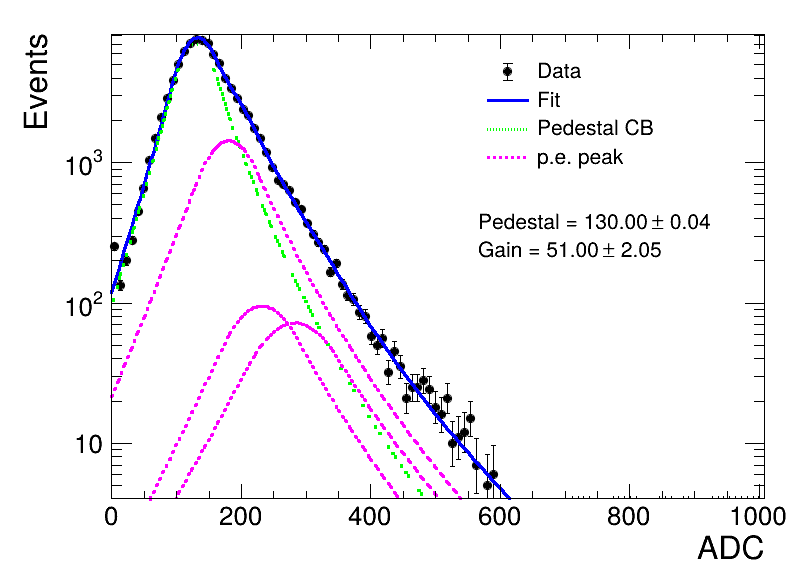 Events
10³
10²
10
0
200
400
600
800
1000
ADC
Data
Fit
Pedestal CB
p.e. peak
Pedestal = 130.00 ± 0.04
Gain = 51.00 ± 2.05